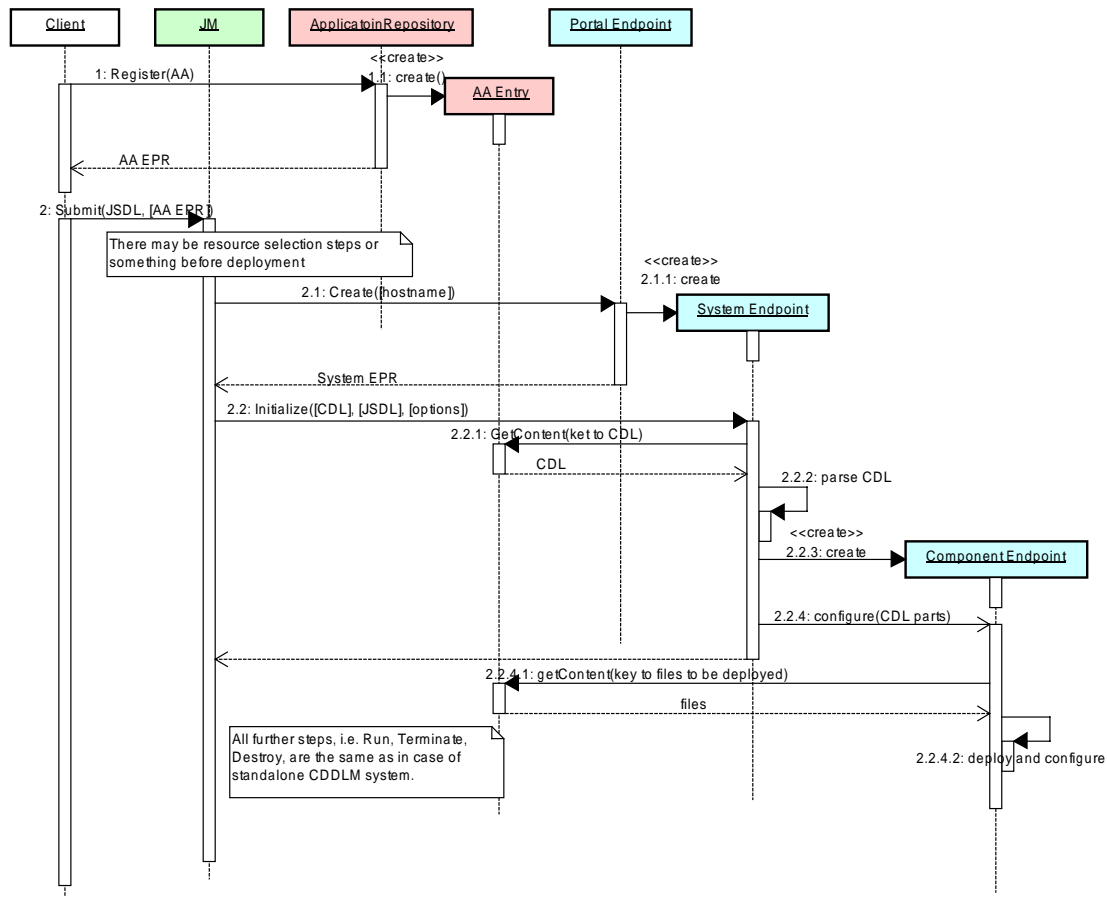 Client
JM
ApplicatoinRepository
Portal Endpoint
<<create>>
1: Register(AA)
1.1: create()
AA Entry
AA EPR
2: Submit(JSDL, [AA EPR])
There may be resource selection steps or
something before deployment
<<create>>
2.1.1: create
2.1: Create([hostname])
System Endpoint
System EPR
2.2: Initialize([CDL], [JSDL], [options])
2.2.1: GetContent(ket to CDL)
CDL
2.2.2: parse CDL
<<create>>
2.2.3: create
Component Endpoint
2.2.4: configure(CDL parts)
2.2.4.1: getContent(key to files to be deployed)
files
All further steps, i.e. Run, Terminate,
Destroy, are the same as in case of
standalone CDDLM system.
2.2.4.2: deploy and configure